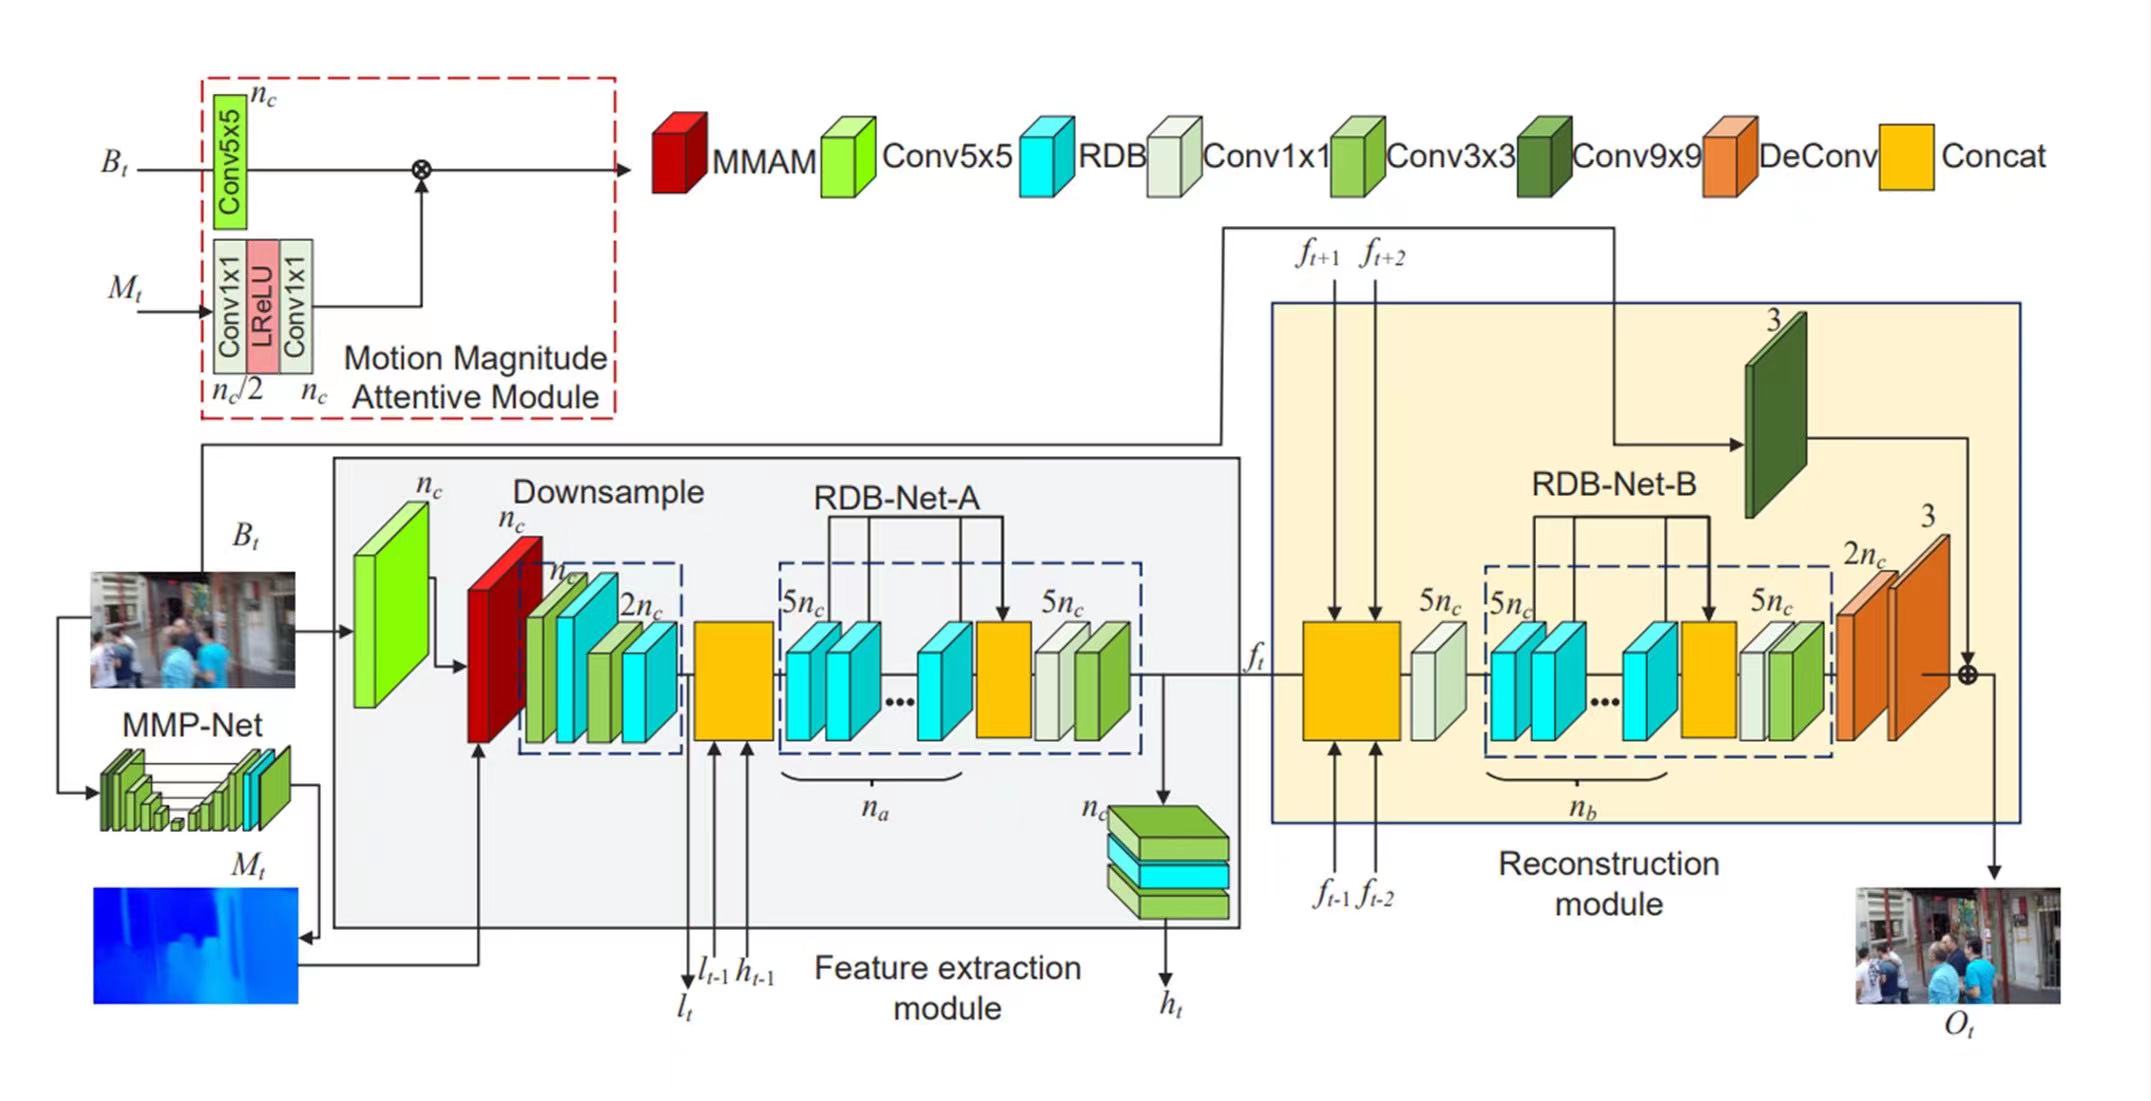 n_c
Conv5x5
B_t
M_t
Conv1x1
LReLU
Conv1x1
n_c/2
n_c
Motion Magnitude
Attentive Module
MMAM
Conv5x5
RDB
Conv1x1
Conv3x3
Conv9x9
DeConv
Concat
f_{t+1}
f_{t+2}
3
B_t
n_c
Downsample
n_c
n_c
2n_c
RDB-Net-A
5n_c
5n_c
f_t
5n_c
RDB-Net-B
5n_c
5n_c
2n_c
3
MMP-Net
M_t
n_a
n_c
n_b
l_{t-1}
h_{t-1}
l_t
Feature extraction
module
h_t
f_{t-1}
f_{t-2}
Reconstruction
module
O_t